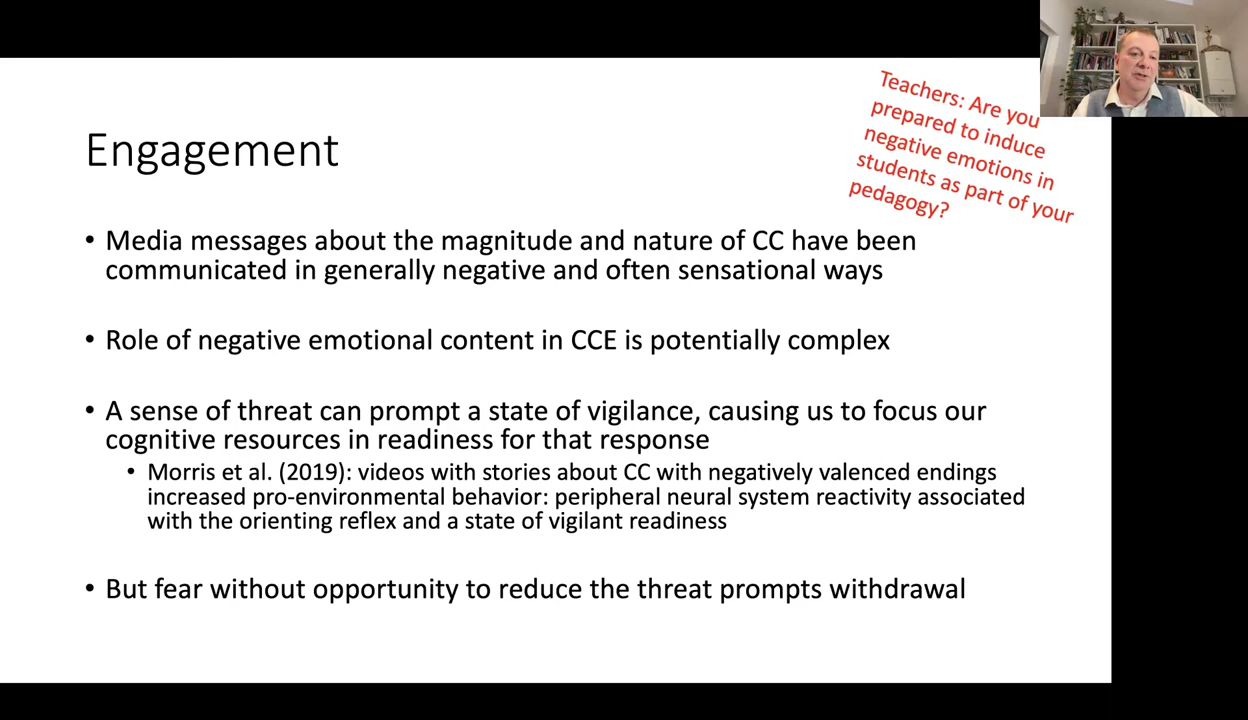 Teachers: Are you
prepared to induce
negative emotions in
students as part of your
pedagogy?
Engagement
• Media messages about the magnitude and nature of CC have been
communicated in generally negative and often sensational ways
• Role of negative emotional content in CCE is potentially complex
• A sense of threat can prompt a state of vigilance, causing us to focus our
cognitive resources in readiness for that response
• Morris et al. (2019): videos with stories about CC with negatively valenced endings
increased pro-environmental behavior: peripheral neural system reactivity associated
with the orienting reflex and a state of vigilant readiness
• But fear without opportunity to reduce the threat prompts withdrawal